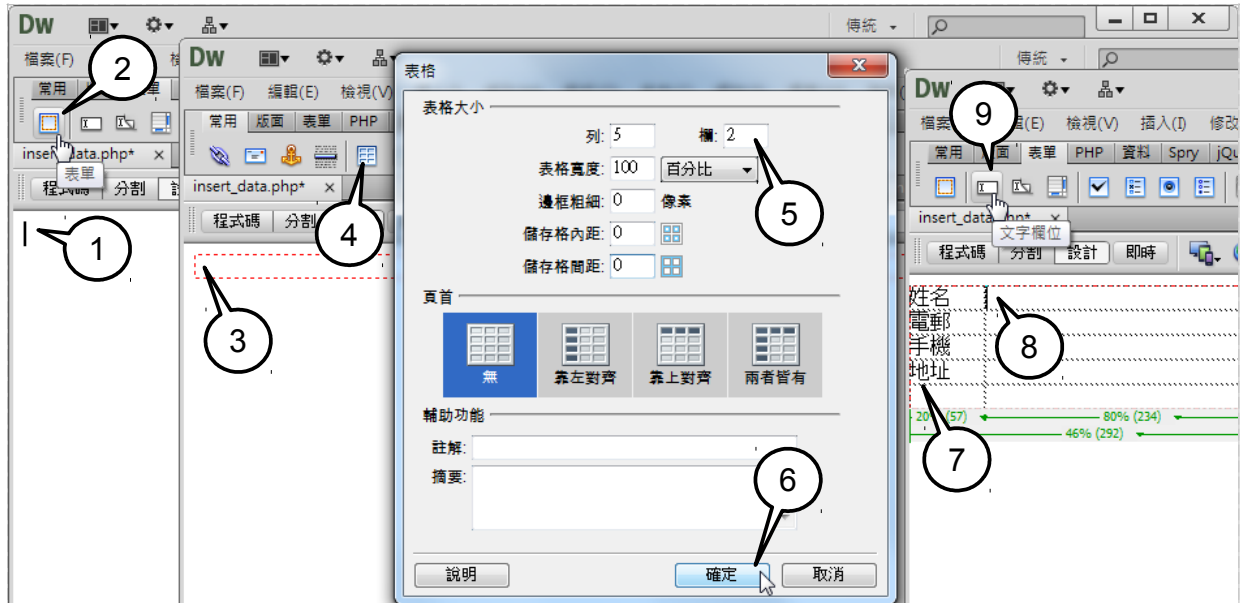 Dw
傳統
檔案(F)
2
常用
insert_data.php* ×
表單
分割
1
Dw
傳統
檔案(F) 編輯(E) 檢視(V)
常用 版面 表單 PHP
4
insert_data.php* ×
程式碼 分割
3
表格
表格大小
列: 5 欄: 2
表格寬度: 100 百分比
邊框粗細: 0 像素
5
儲存格內距: 0
儲存格間距: 0
頁首
無 靠左對齊 靠上對齊 兩者皆有
輔助功能
註解:
摘要:
6
說明 確定 取消
Dw
9
(E) 檢視(V) 插入(I) 修改
常用 表單 PHP 資料 Spry jQu
文字欄位
程式碼 分割 設計 即時
姓名
電郵
手機
地址
8
20% (57) 80% (234)
46% (292)
7